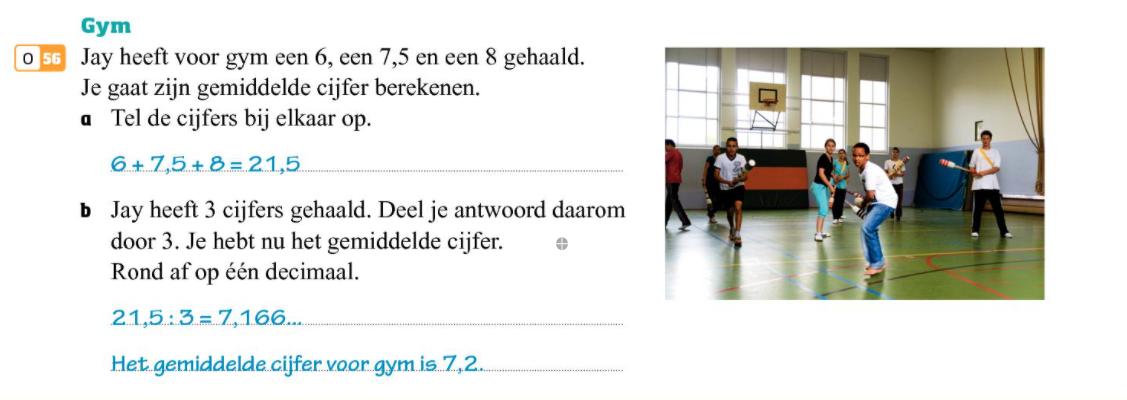 Gym
O 56 Jay heeft voor gym een 6, een 7,5 en een 8 gehaald.
Je gaat zijn gemiddelde cijfer berekenen.
a Tel de cijfers bij elkaar op.
6 + 7,5 + 8 = 21,5
b Jay heeft 3 cijfers gehaald. Deel je antwoord daarom
door 3. Je hebt nu het gemiddelde cijfer.
Rond af op één decimaal.
21,5 : 3 = 7,166...
Het gemiddelde cijfer voor gym is 7,2.